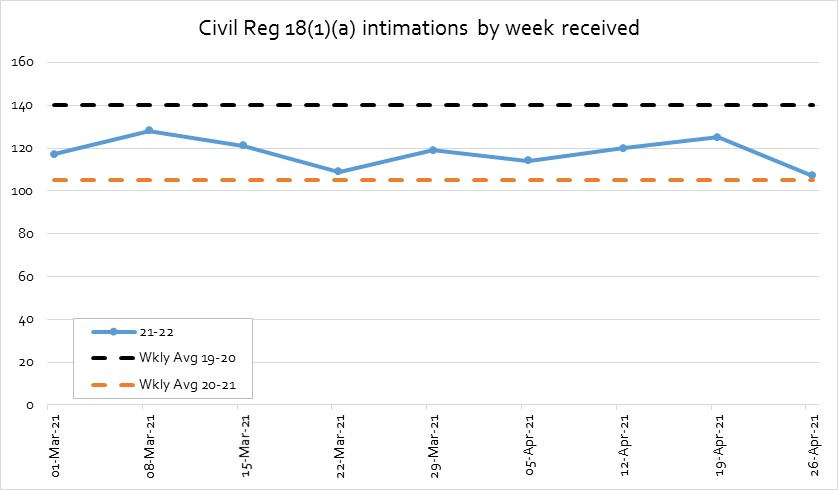 Civil Reg 18(1)(a) intimations by week received
160
140
120
100
80
60
40
20
0
21-22
Wkly Avg 19-20
Wkly Avg 20-21
01-Mar-21
08-Mar-21
15-Mar-21
22-Mar-21
29-Mar-21
05-Apr-21
12-Apr-21
19-Apr-21
26-Apr-21